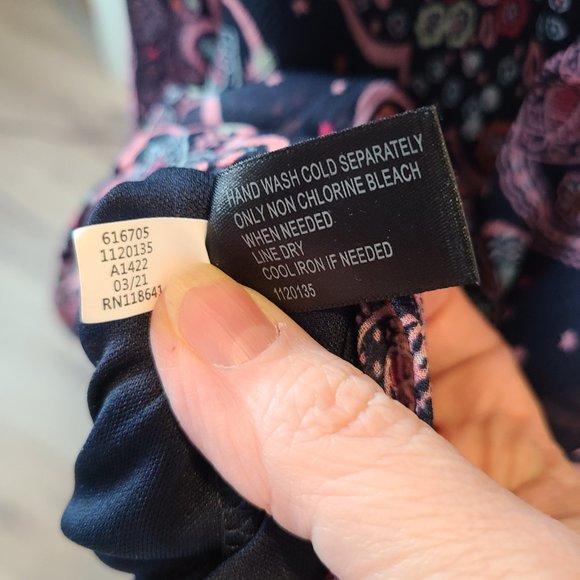 616705
1120135
A1422
03/21
RN118641
HAND WASH COLD SEPARATELY
ONLY NON CHLORINE BLEACH
WHEN NEEDED
LINE DRY
COOL IRON IF NEEDED
1120135